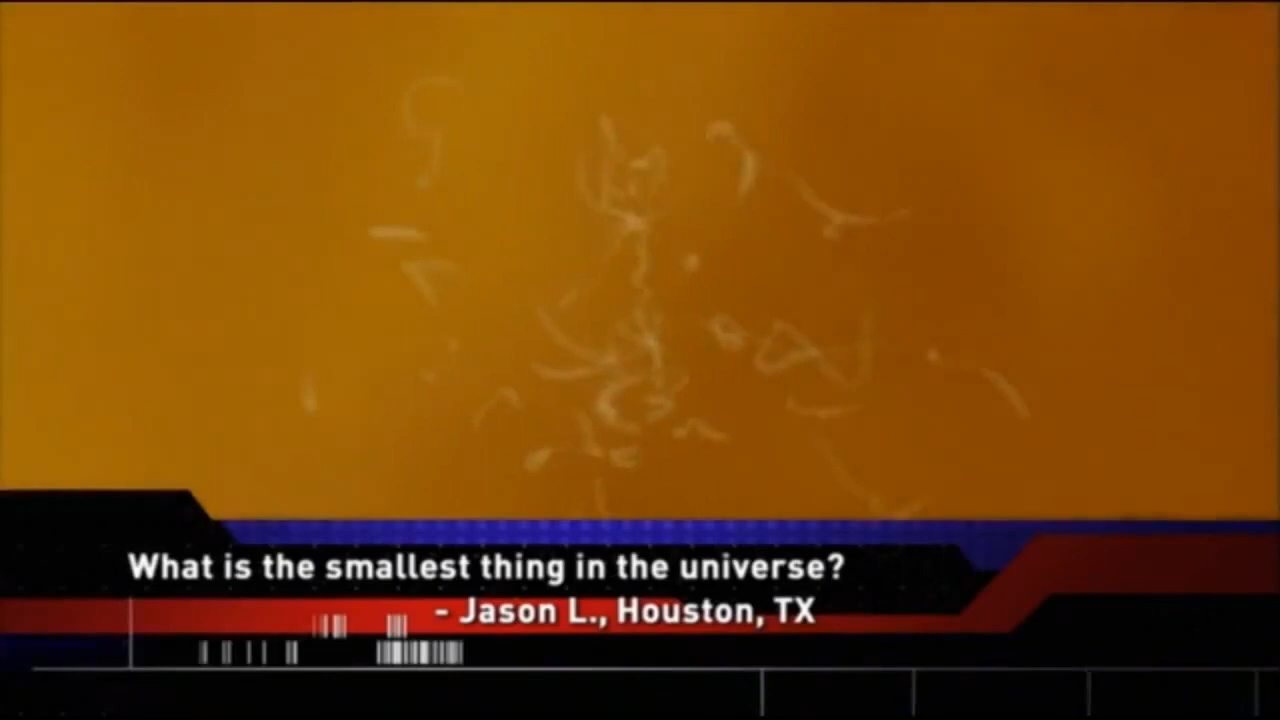 What is the smallest thing in the universe?
- Jason L., Houston, TX